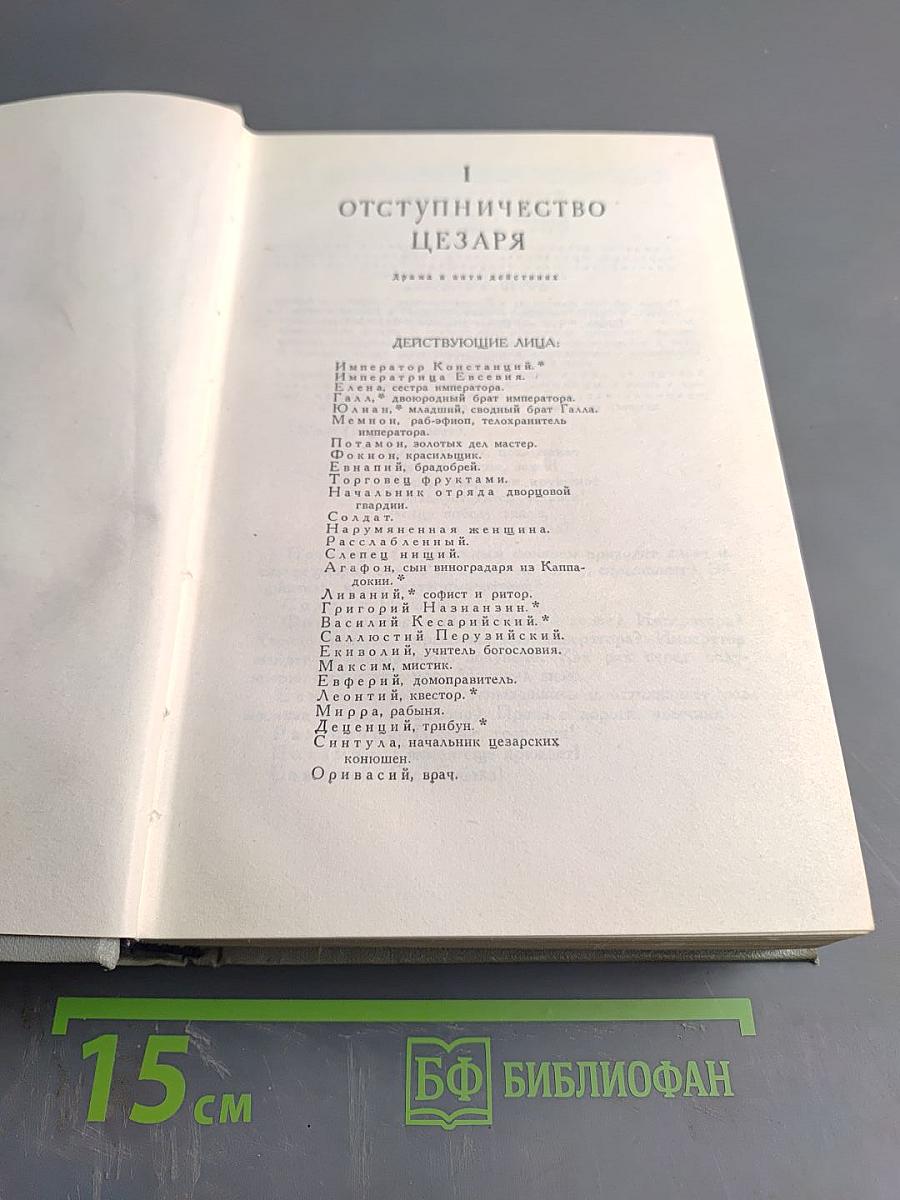 I
ОТСТУПНИЧЕСТВО
ЦЕЗАРЯ
Драма в пяти действиях
ДЕЙСТВУЮЩИЕ ЛИЦА:
Император Констанций.*
Императрица Евсевия.
Елена, сестра императора.
Галл,* двоюродный брат императора.
Юлиан,* младший, сводный брат Галла.
Мемнон, раб-эфиоп, телохранитель
императора.
Потамон, золотых дел мастер.
Фокион, красильщик.
Евнапий, брадобрей.
Торговец фруктами.
Начальник отряда дворцовой
гвардии.
Солдат.
Нарумяненная женщина.
Расслабленный.
Слепец нищий.
Агафон, сын виноградаря из Каппа-
докии.*
Ливаний,* софист и ритор.
Григорий Назианзин.*
Василий Кесарийский.*
Саллюстий Перузийский.
Екиволий, учитель богословия.
Максим, мистик.
Евферий, домоправитель.
Леонтий, квестор.*
Мирра, рабыня.
Деценций, трибун.*
Синтула, начальник цезарских
конюшен.
Оривасий, врач.
15 см
БФ БИБЛИОФАН